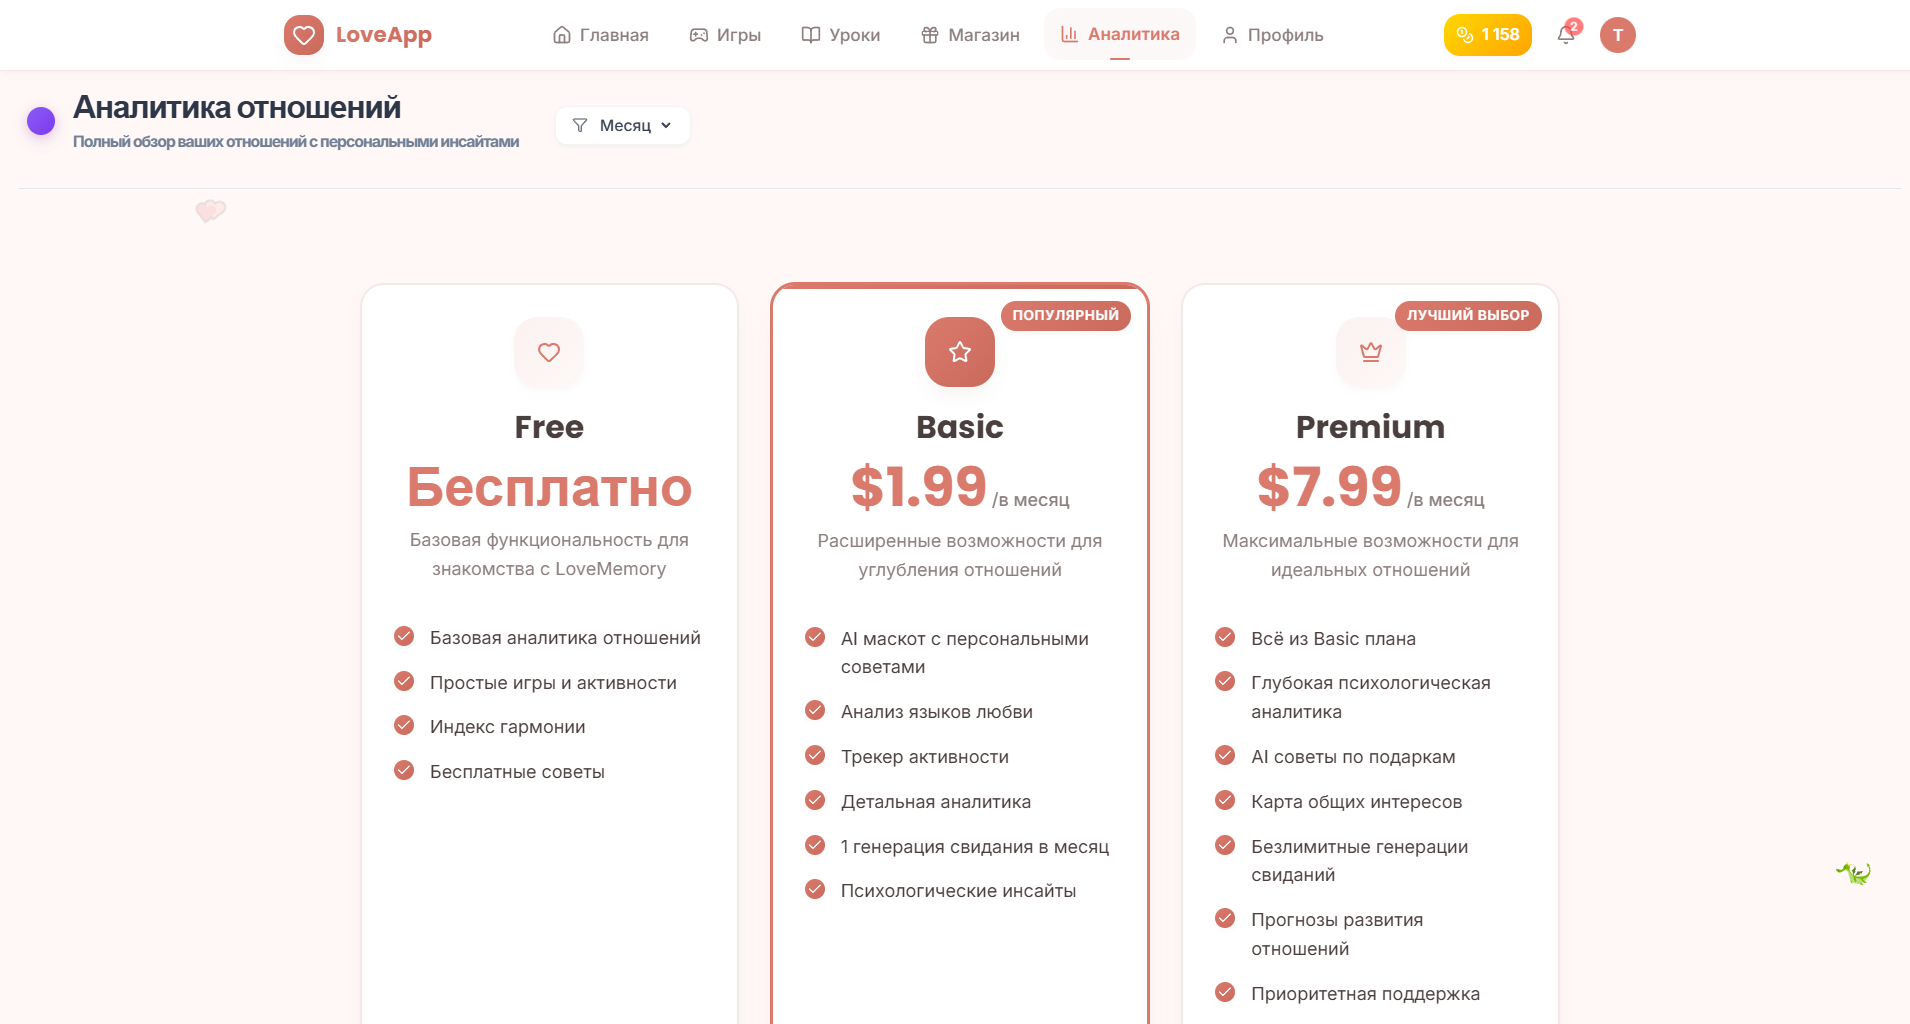 LoveApp
Главная
Игры
Уроки
Магазин
Аналитика
Профиль
1 158
2
T
Аналитика отношений
Полный обзор ваших отношений с персональными инсайтами
Месяц
Free
Бесплатно
Базовая функциональность для
знакомства с LoveMemory
Базовая аналитика отношений
Простые игры и активности
Индекс гармонии
Бесплатные советы
ПОПУЛЯРНЫЙ
Basic
$1.99 /в месяц
Расширенные возможности для
углубления отношений
AI маскот с персональными
советами
Анализ языков любви
Трекер активности
Детальная аналитика
1 генерация свидания в месяц
Психологические инсайты
ЛУЧШИЙ ВЫБОР
Premium
$7.99 /в месяц
Максимальные возможности для
идеальных отношений
Всё из Basic плана
Глубокая психологическая
аналитика
AI советы по подаркам
Карта общих интересов
Безлимитные генерации
свиданий
Прогнозы развития
отношений
Приоритетная поддержка